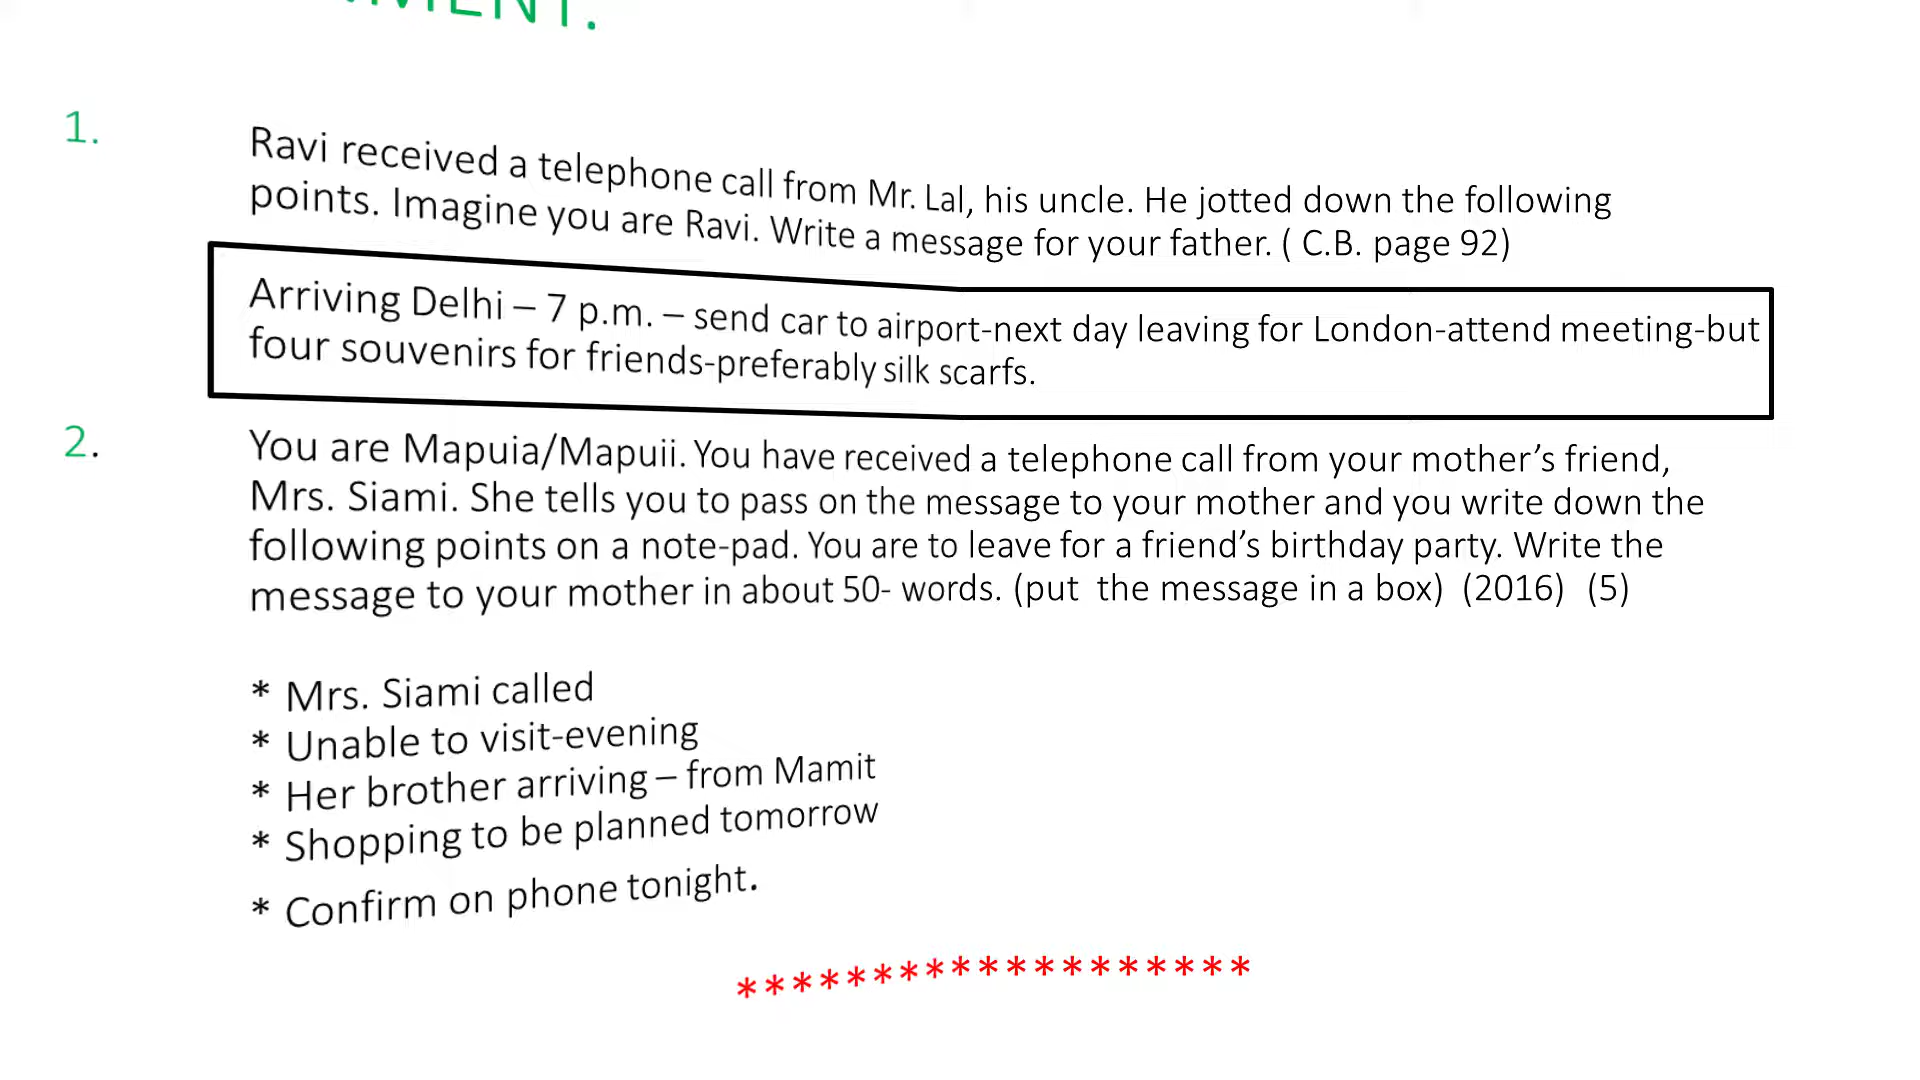 1. Ravi received a telephone call from Mr. Lal, his uncle. He jotted down the following
points. Imagine you are Ravi. Write a message for your father. ( C.B. page 92)
Arriving Delhi – 7 p.m. – send car to airport-next day leaving for London-attend meeting-but
four souvenirs for friends-preferably silk scarfs.
2. You are Mapuia/Mapuii. You have received a telephone call from your mother’s friend,
Mrs. Siami. She tells you to pass on the message to your mother and you write down the
following points on a note-pad. You are to leave for a friend’s birthday party. Write the
message to your mother in about 50- words. (put the message in a box) (2016) (5)
* Mrs. Siami called
* Unable to visit-evening
* Her brother arriving – from Mamit
* Shopping to be planned tomorrow
* Confirm on phone tonight.
*******************